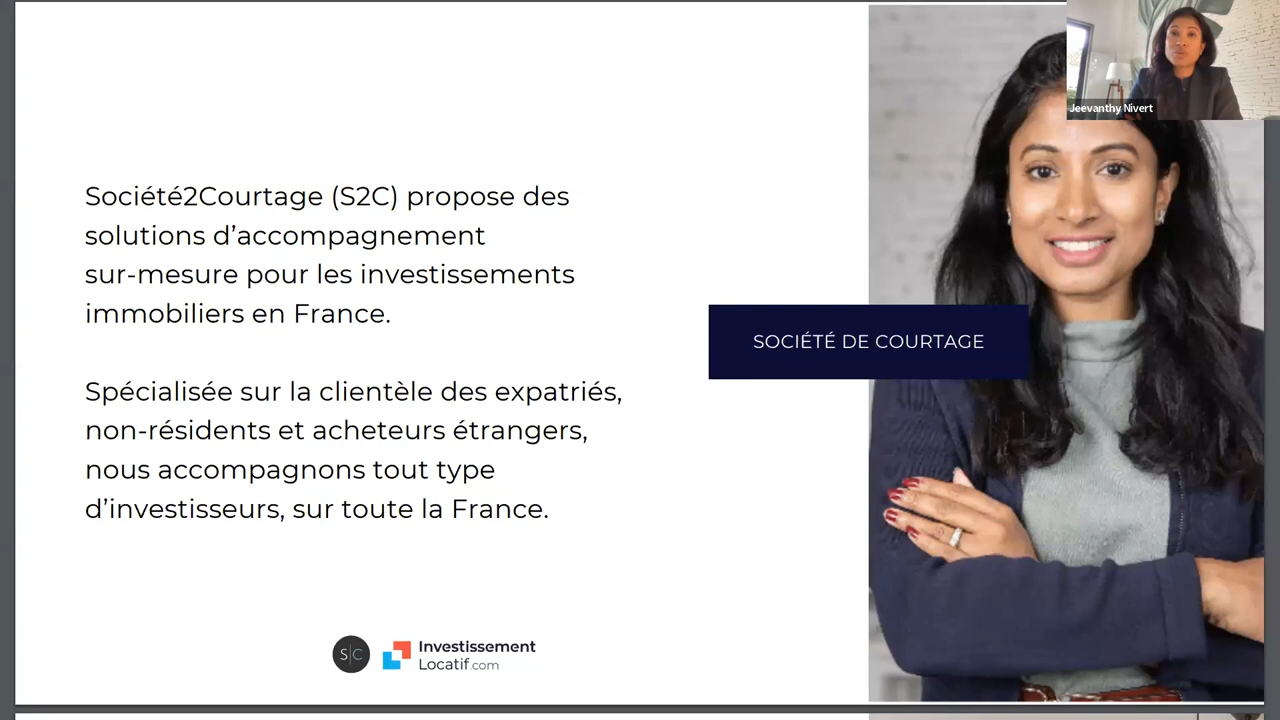 Jeevanthy Nivert
Société2Courtage (S2C) propose des
solutions d’accompagnement
sur-mesure pour les investissements
immobiliers en France.
SOCIÉTÉ DE COURTAGE
Spécialisée sur la clientèle des expatriés,
non-résidents et acheteurs étrangers,
nous accompagnons tout type
d’investisseurs, sur toute la France.
S|C
Investissement
Locatif.com